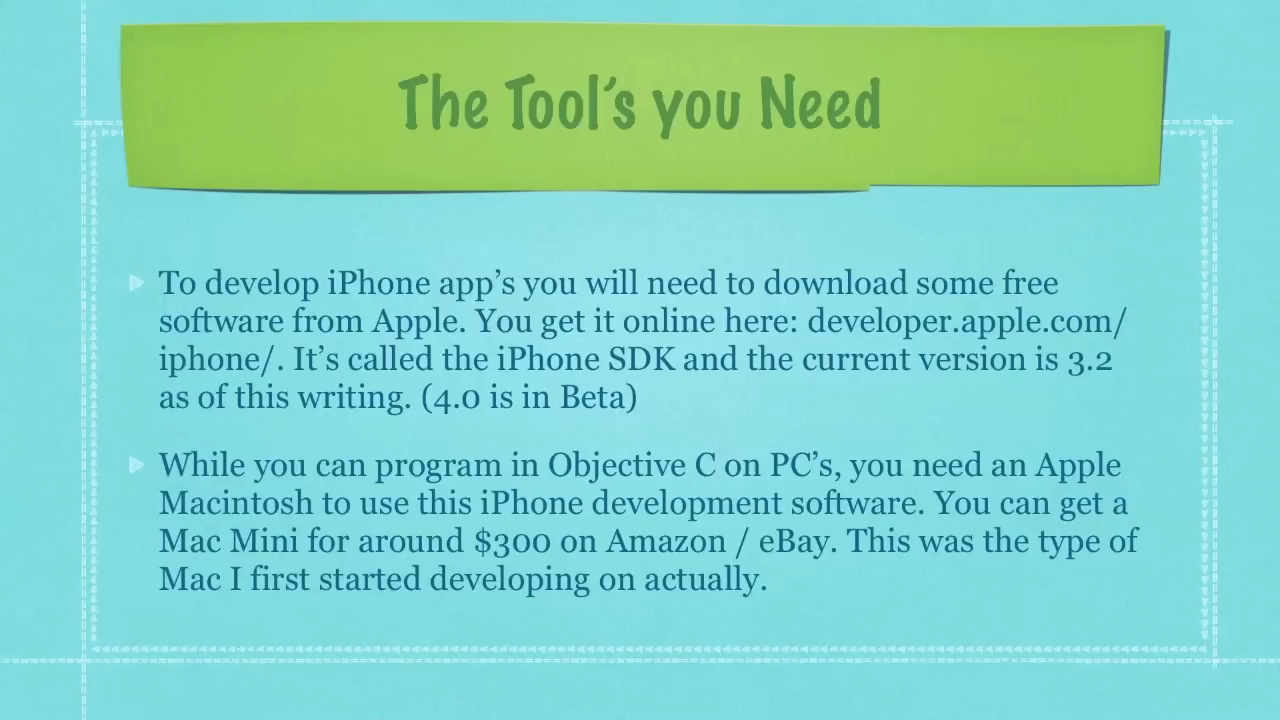 The Tool's you Need
To develop iPhone app’s you will need to download some free
software from Apple. You get it online here: developer.apple.com/
iphone/. It’s called the iPhone SDK and the current version is 3.2
as of this writing. (4.0 is in Beta)
While you can program in Objective C on PC’s, you need an Apple
Macintosh to use this iPhone development software. You can get a
Mac Mini for around $300 on Amazon / eBay. This was the type of
Mac I first started developing on actually.